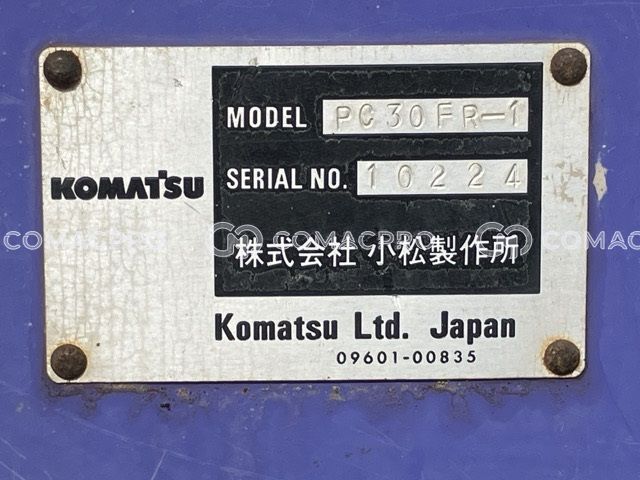 MODEL PC30FR-1
KOMATSU
SERIAL NO. 10224
株式会社 小松製作所
COMACPRO COMACPRO COMACPRO
Komatsu Ltd. Japan
09601-00835